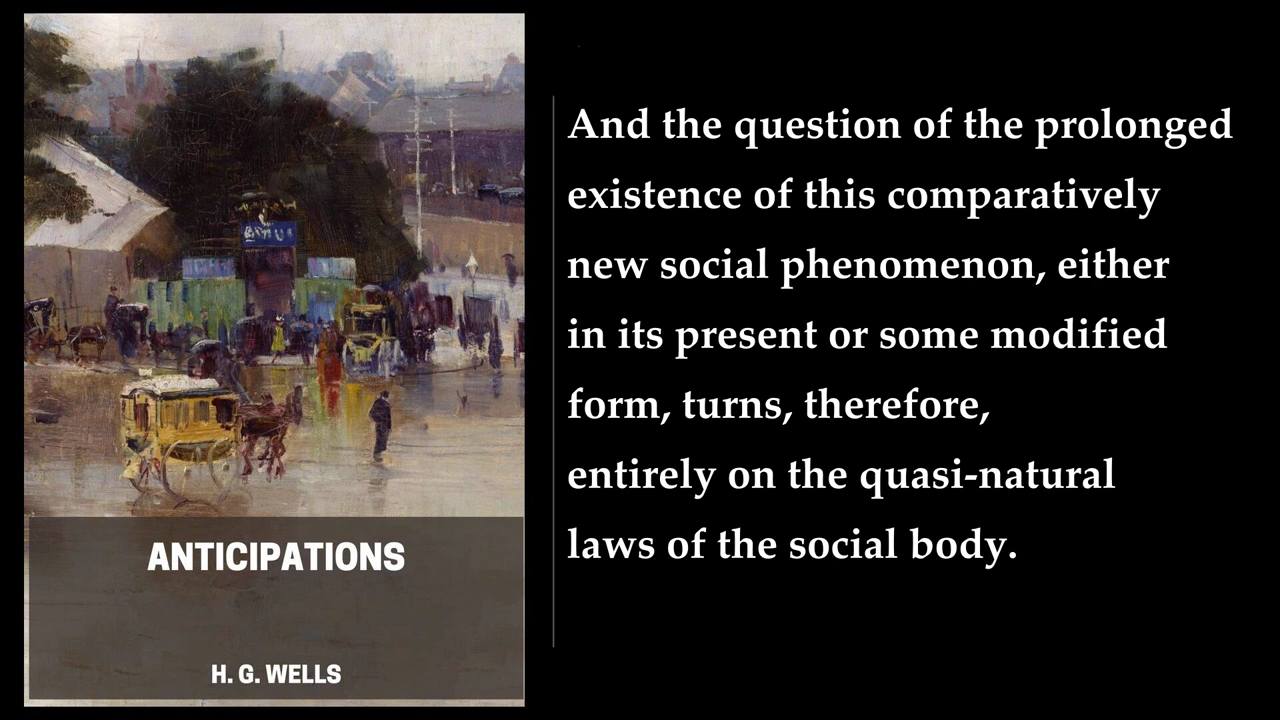 ANTICIPATIONS
H. G. WELLS
And the question of the prolonged
existence of this comparatively
new social phenomenon, either
in its present or some modified
form, turns, therefore,
entirely on the quasi-natural
laws of the social body.